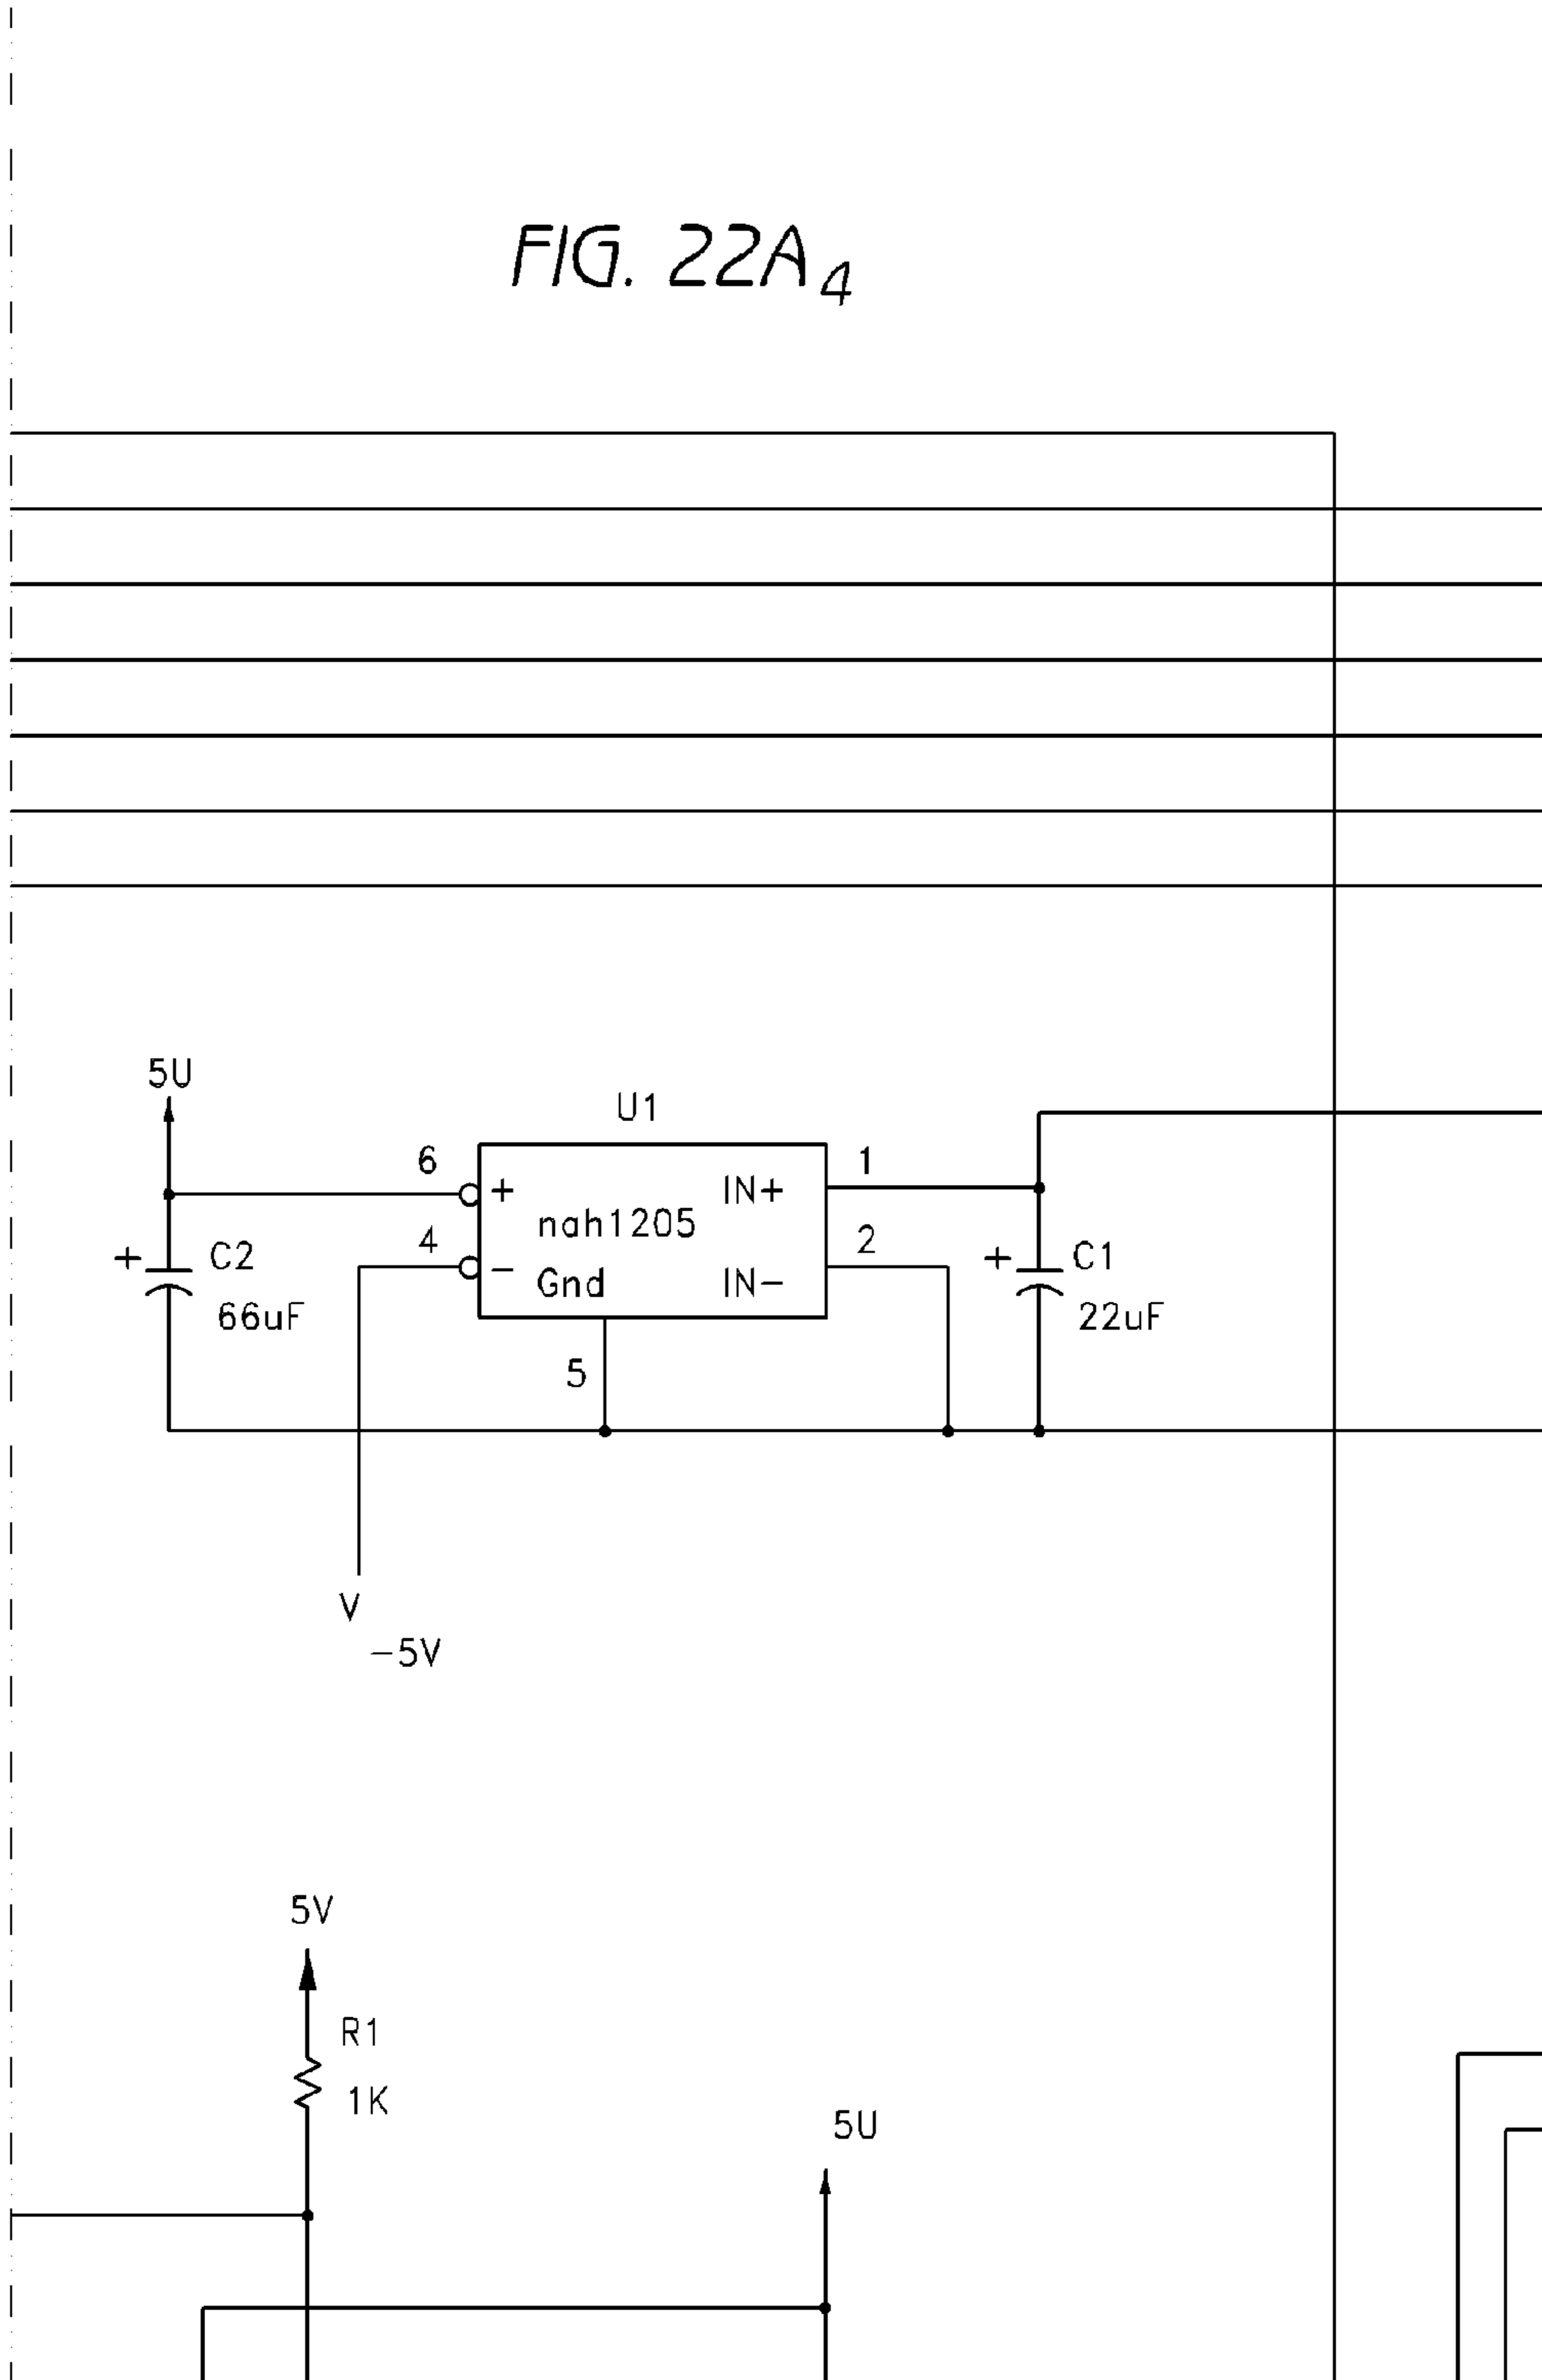 FIG. 22A4
5U
U1
6
1
+
IN+
nah1205
4
2
+
C2
−
Gnd
IN−
+
C1
66uF
22uF
5
V
−5V
5V
R1
1K
5U